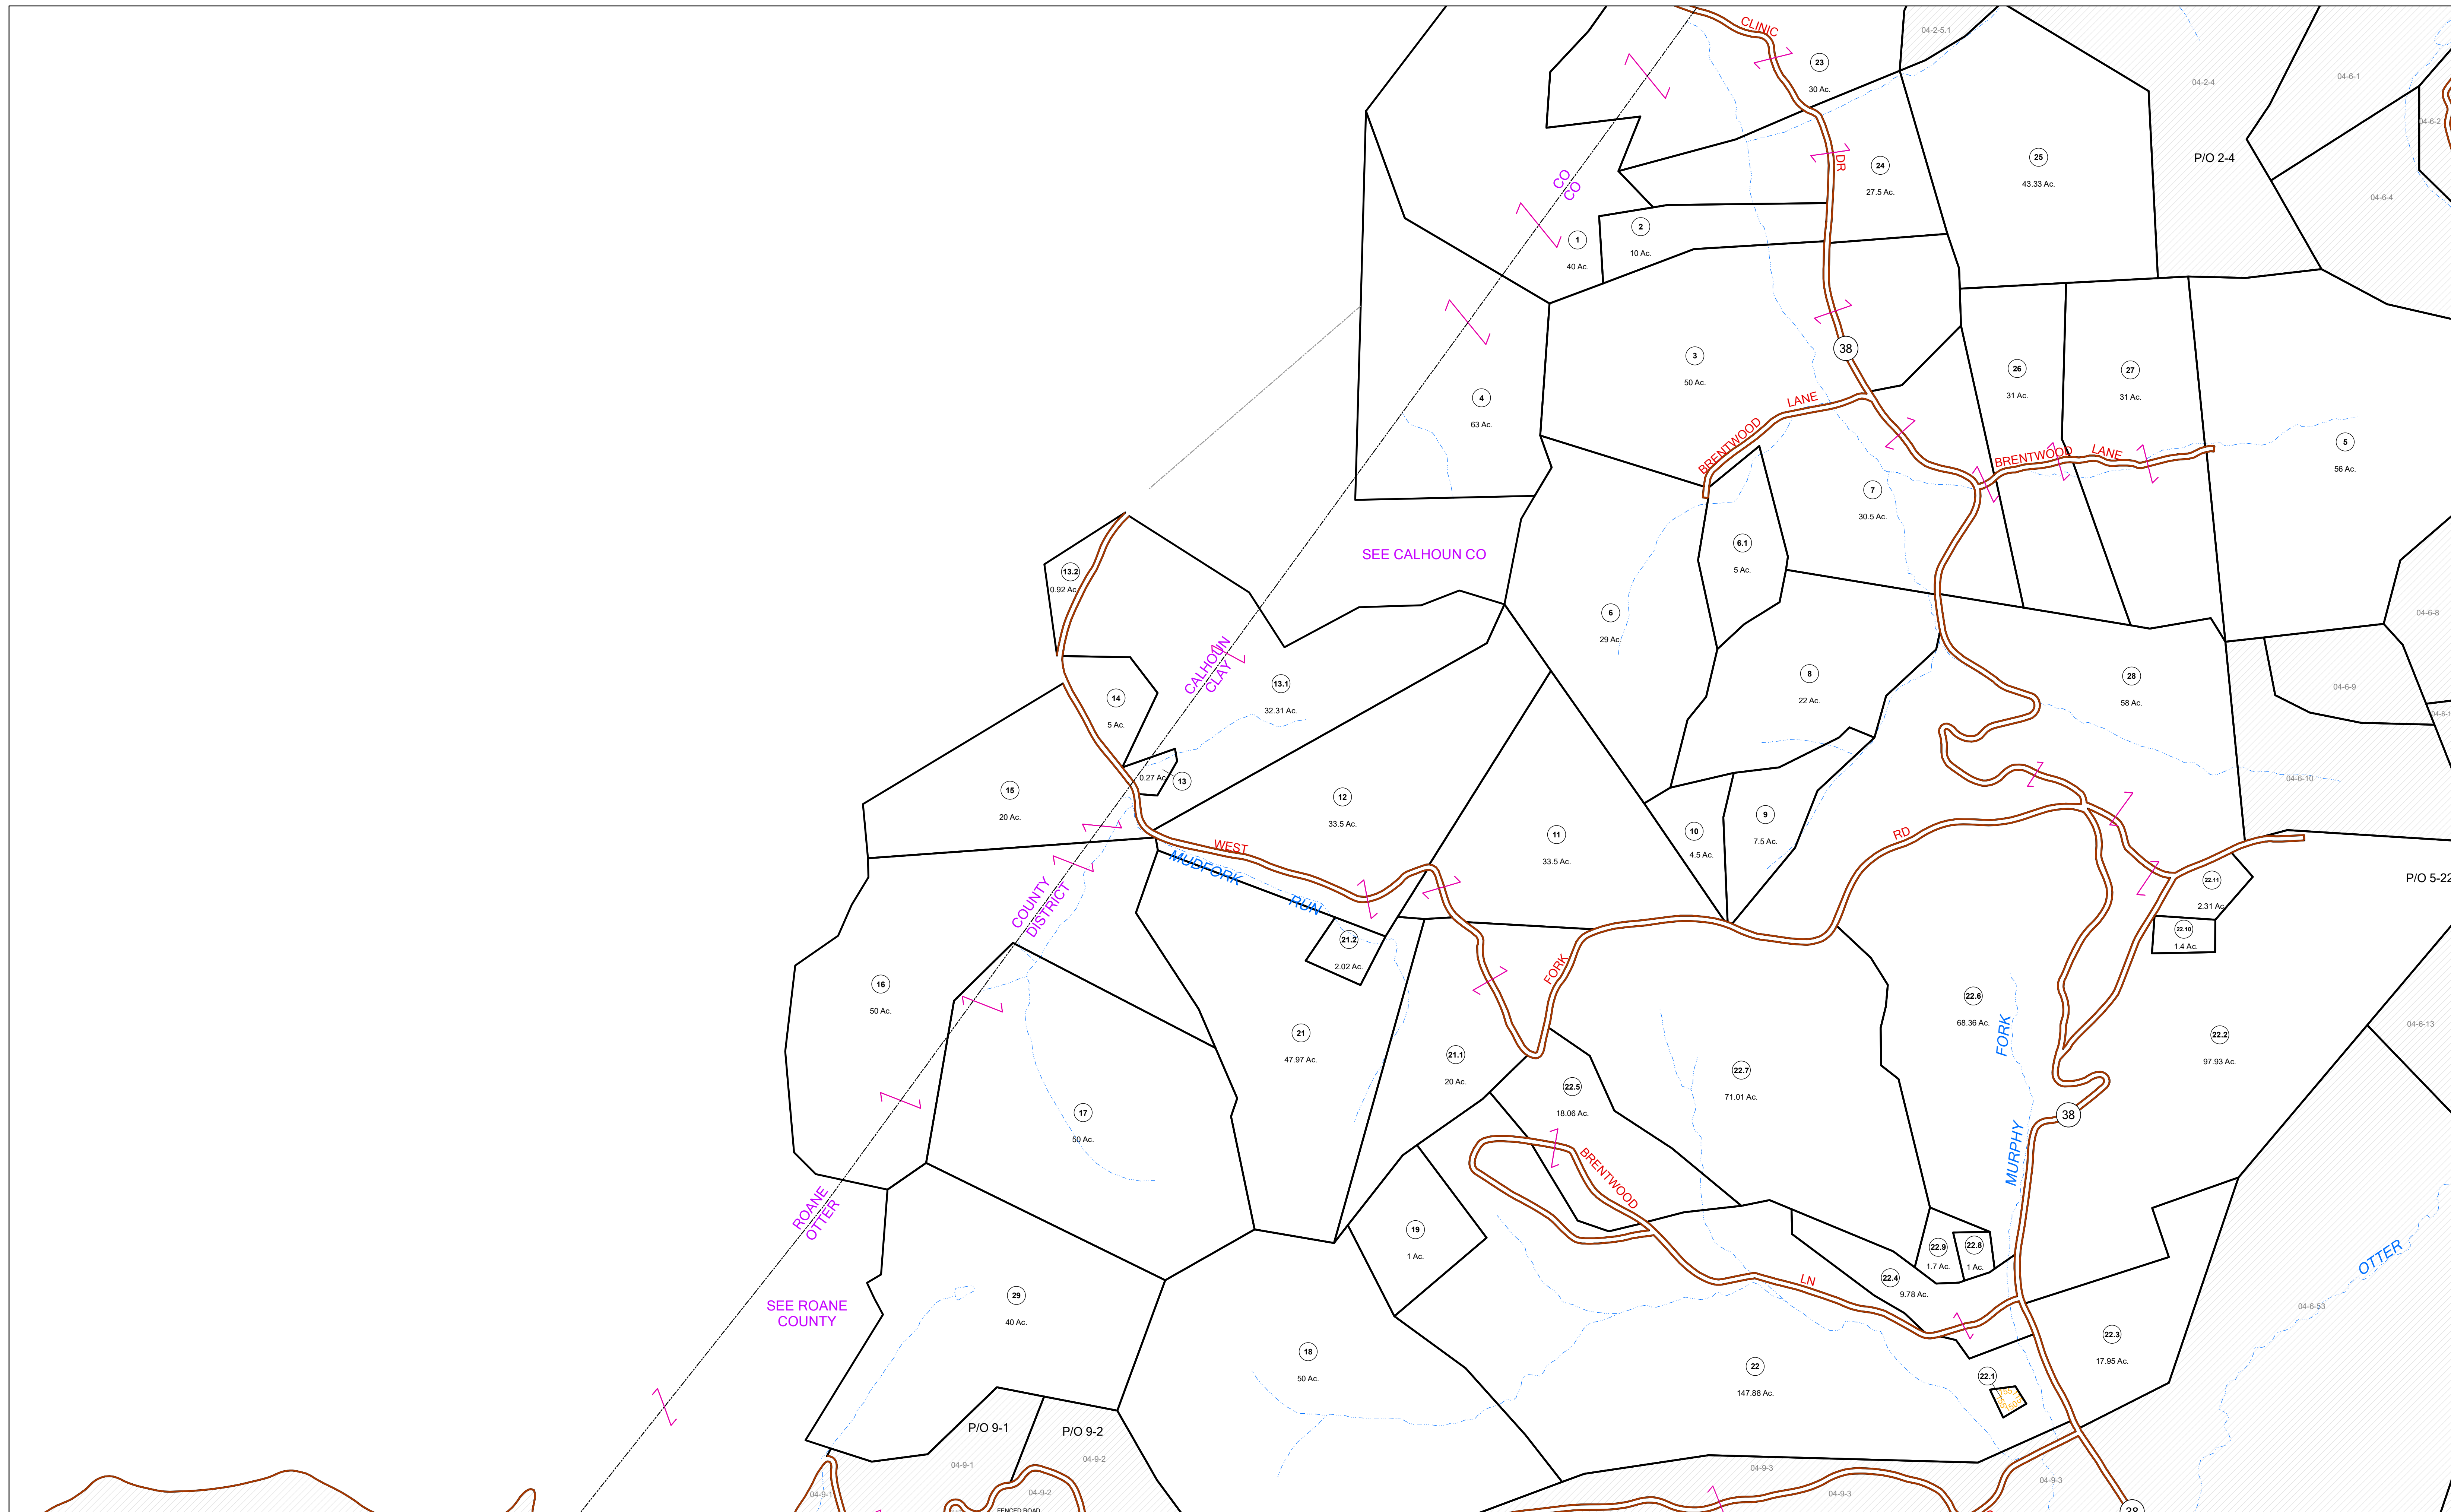 CLINIC
04-2-5.1
23
30 Ac.
04-2-4
04-6-1
04-6-2
DR
24
27.5 Ac.
25
43.33 Ac.
P/O 2-4
04-6-4
CO
CO
1
40 Ac.
2
10 Ac.
38
3
50 Ac.
26
31 Ac.
27
31 Ac.
4
63 Ac.
BRENTWOOD LANE
BRENTWOOD LANE
5
56 Ac.
7
30.5 Ac.
6.1
5 Ac.
SEE CALHOUN CO
13.2
0.92 Ac.
6
29 Ac.
04-6-8
CALHOUN
CLAY
13.1
32.31 Ac.
14
5 Ac.
8
22 Ac.
28
58 Ac.
04-6-9
0.27 Ac.
13
04-6-10
15
20 Ac.
12
33.5 Ac.
11
33.5 Ac.
10
4.5 Ac.
9
7.5 Ac.
RD
WEST
MUDFORK
RUN
COUNTY
DISTRICT
22.11
2.31 Ac.
P/O 5-22
21.2
2.02 Ac.
22.10
1.4 Ac.
FORK
16
50 Ac.
22.6
68.36 Ac.
FORK
04-6-13
21
47.97 Ac.
22.2
97.93 Ac.
21.1
20 Ac.
22.5
18.06 Ac.
22.7
71.01 Ac.
17
50 Ac.
38
MURPHY
BRENTWOOD
ROANE
OTTER
19
1 Ac.
22.9
1.7 Ac.
22.8
1 Ac.
OTTER
LN
22.4
9.78 Ac.
SEE ROANE
COUNTY
29
40 Ac.
04-6-53
22.3
17.95 Ac.
18
50 Ac.
22
147.88 Ac.
22.1
P/O 9-1
P/O 9-2
04-9-1
04-9-2
04-9-3
04-9-3
04-9-1
04-9-2
04-9-3
FENCED ROAD
38